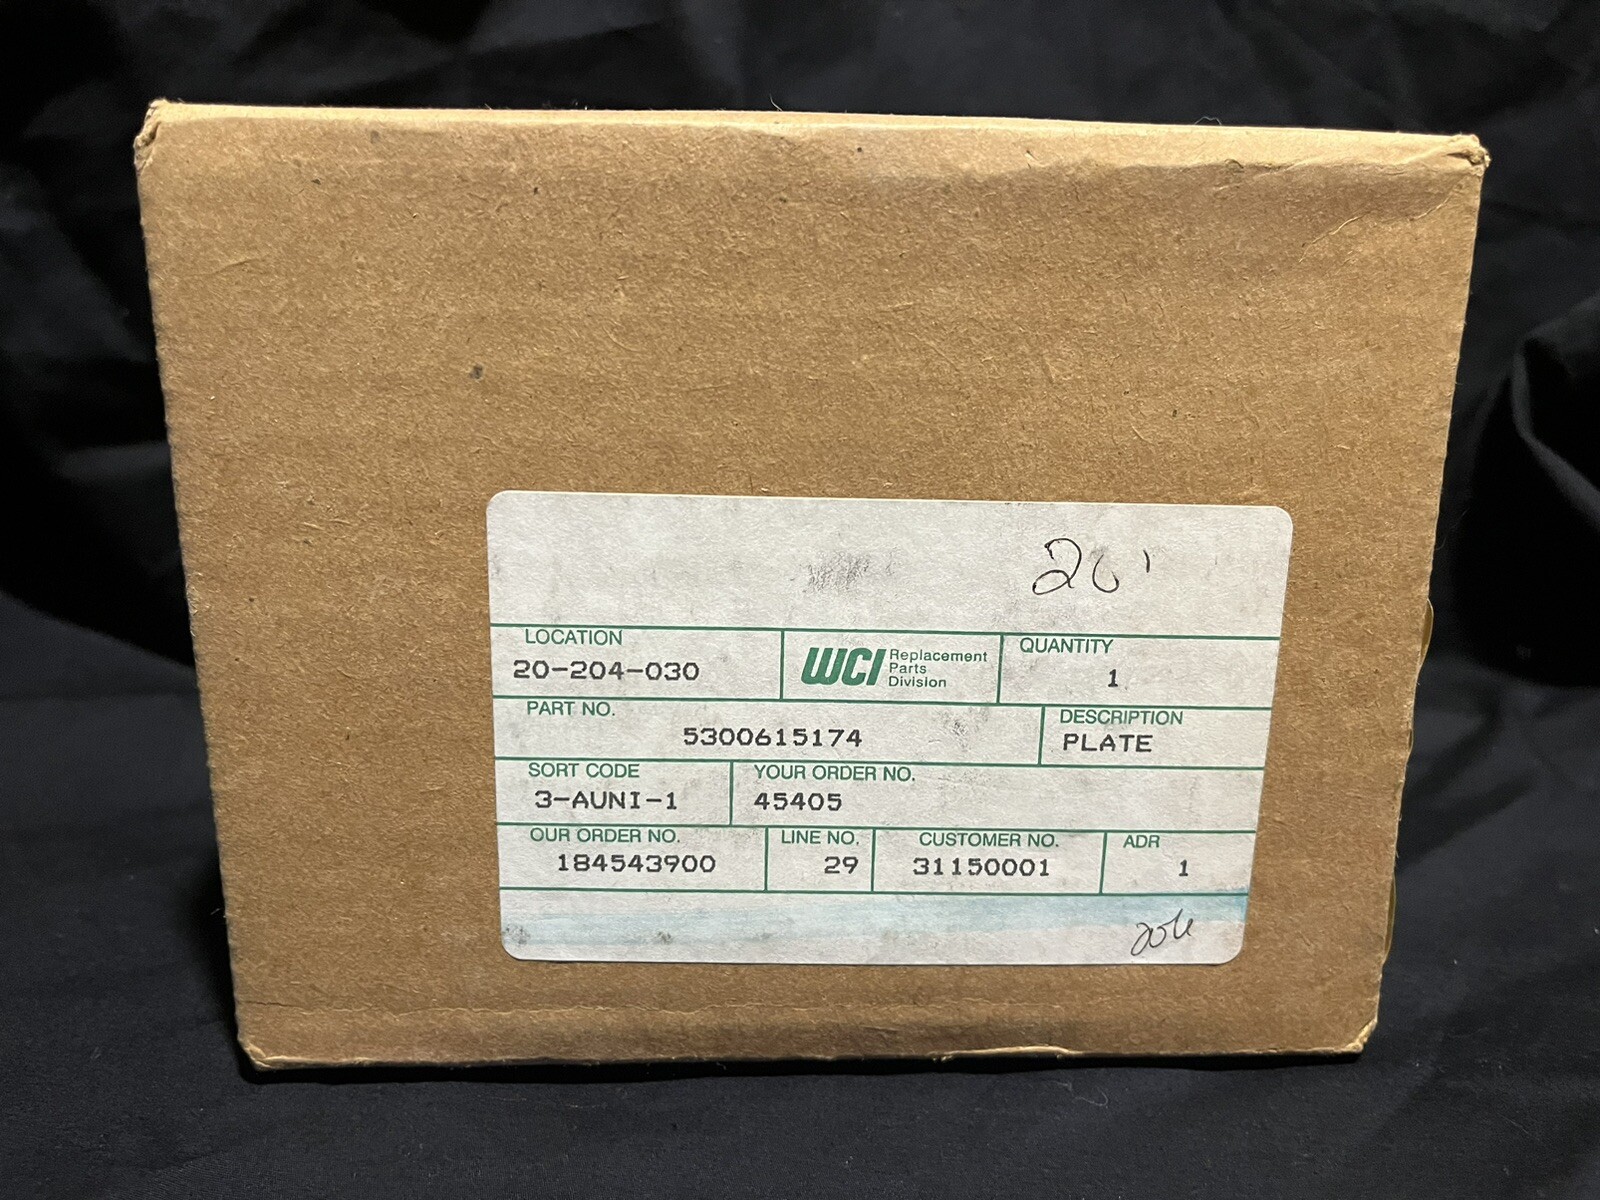 LOCATION
20-204-030
WCI Replacement
Parts
Division
QUANTITY
1
PART NO.
5300615174
DESCRIPTION
PLATE
SORT CODE
3-AUNI-1
YOUR ORDER NO.
45405
OUR ORDER NO.
184543900
LINE NO.
29
CUSTOMER NO.
31150001
ADR
1